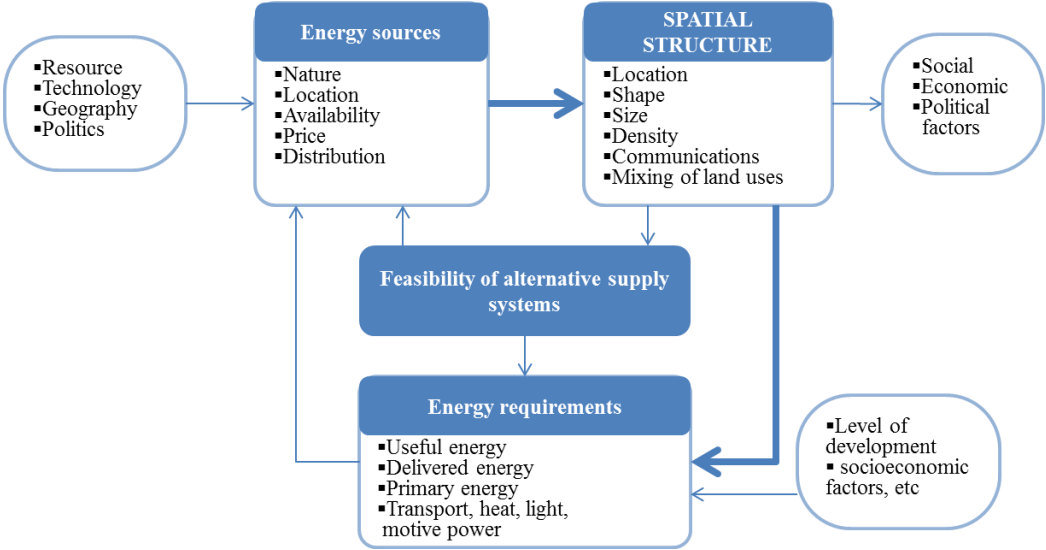 ▪Resource
▪Technology
▪Geography
▪Politics
Energy sources
▪Nature
▪Location
▪Availability
▪Price
▪Distribution
SPATIAL
STRUCTURE
▪Location
▪Shape
▪Size
▪Density
▪Communications
▪Mixing of land uses
▪Social
▪Economic
▪Political
factors
Feasibility of alternative supply
systems
Energy requirements
▪Useful energy
▪Delivered energy
▪Primary energy
▪Transport, heat, light,
motive power
▪Level of
development
▪ socioeconomic
factors, etc